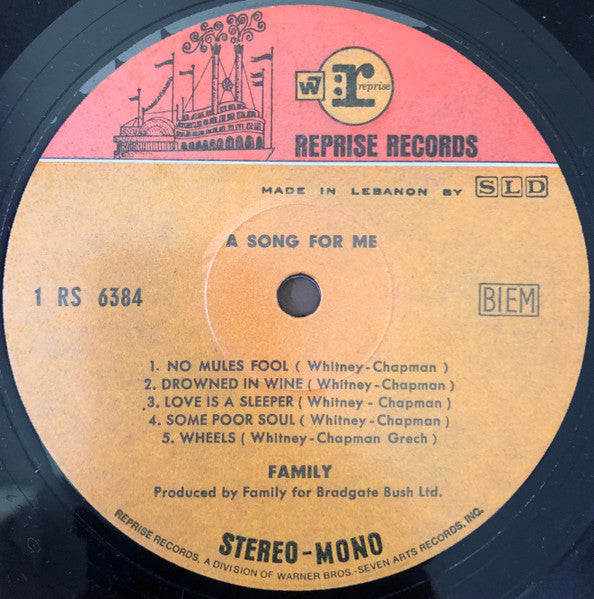 W7 r reprise
REPRISE RECORDS
MADE IN LEBANON BY SLD
A SONG FOR ME
1 RS 6384
BIEM
1. NO MULES FOOL ( Whitney-Chapman )
2. DROWNED IN WINE ( Whitney-Chapman )
3. LOVE IS A SLEEPER ( Whitney - Chapman )
4. SOME POOR SOUL ( Whitney-Chapman )
5. WHEELS ( Whitney-Chapman Grech )
FAMILY
Produced by Family for Bradgate Bush Ltd.
STEREO-MONO
REPRISE RECORDS, A DIVISION OF WARNER BROS.-SEVEN ARTS RECORDS, INC.